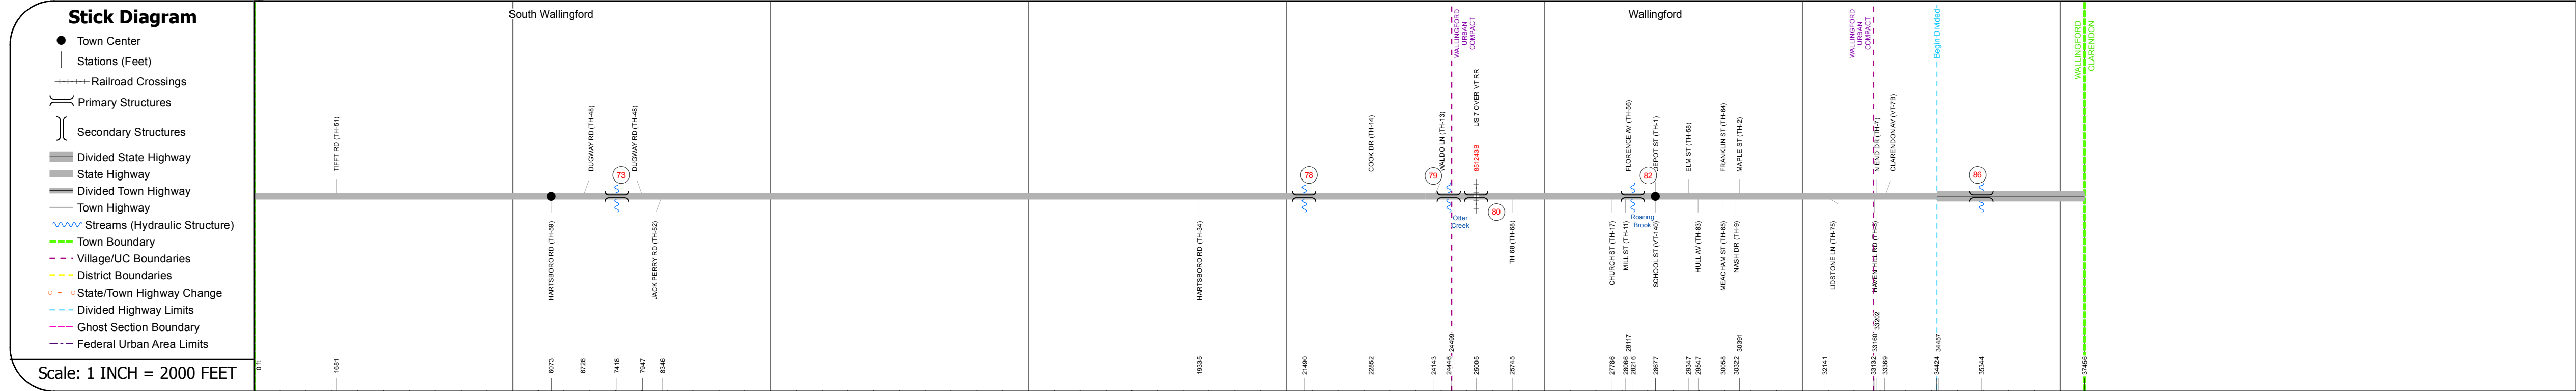 Stick Diagram
Town Center
Stations (Feet)
Railroad Crossings
Primary Structures
Secondary Structures
Divided State Highway
State Highway
Divided Town Highway
Town Highway
Streams (Hydraulic Structure)
Town Boundary
Village/UC Boundaries
District Boundaries
State/Town Highway Change
Divided Highway Limits
Ghost Section Boundary
Federal Urban Area Limits
Scale: 1 INCH = 2000 FEET
South Wallingford
Wallingford
WALLINGFORD
URBAN
COMPACT
WALLINGFORD
URBAN
COMPACT
Begin Divided
WALLINGFORD
CLARENDON
TIFFT RD (TH-51)
DUGWAY RD (TH-48)
DUGWAY RD (TH-48)
COOK DR (TH-14)
WALDO LN (TH-13)
US 7 OVER VT RR
851243B
FLORENCE AV (TH-56)
DEPOT ST (TH-1)
ELM ST (TH-58)
FRANKLIN ST (TH-64)
MAPLE ST (TH-2)
N END DR (TH-7)
CLARENDON AV (VT-7B)
73
78
79
80
82
86
Otter
Creek
Roaring
Brook
HARTSBORO RD (TH-59)
JACK PERRY RD (TH-52)
HARTSBORO RD (TH-34)
TH 68 (TH-68)
CHURCH ST (TH-17)
MILL ST (TH-11)
SCHOOL ST (VT-140)
HULL AV (TH-83)
MEACHAM ST (TH-65)
NASH DR (TH-9)
LIDSTONE LN (TH-75)
0 ft
1681
6073
6726
7418
7947
8346
19335
21490
22852
24143
24446
24499
25005
25745
27786
28066
28117
28216
28677
29347
29547
30058
30322
30391
32141
33132
33160
33202
33369
34424
34457
35344
37456